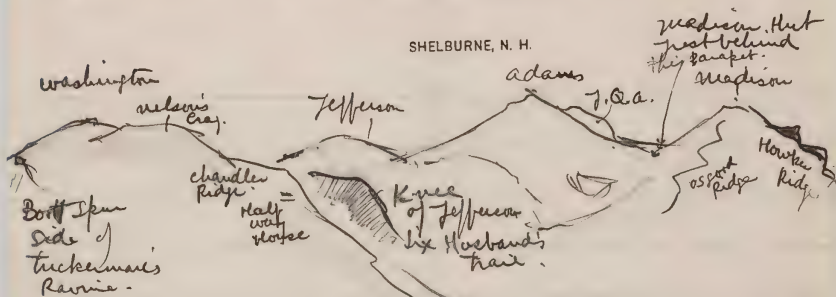 SHELBURNE, N. H.
Washington
Nelson's
Crag.
Jefferson
Adams
J.Q.A.
Madison Hut
just behind
this parapet.
Madison
Boott Spur
Side of
Tuckerman's
Ravine.
Chandler
Ridge.
Half
way
House
Knee
of Jefferson
Six Husband's
Trail.
Osgood
Ridge
Howker
Ridge